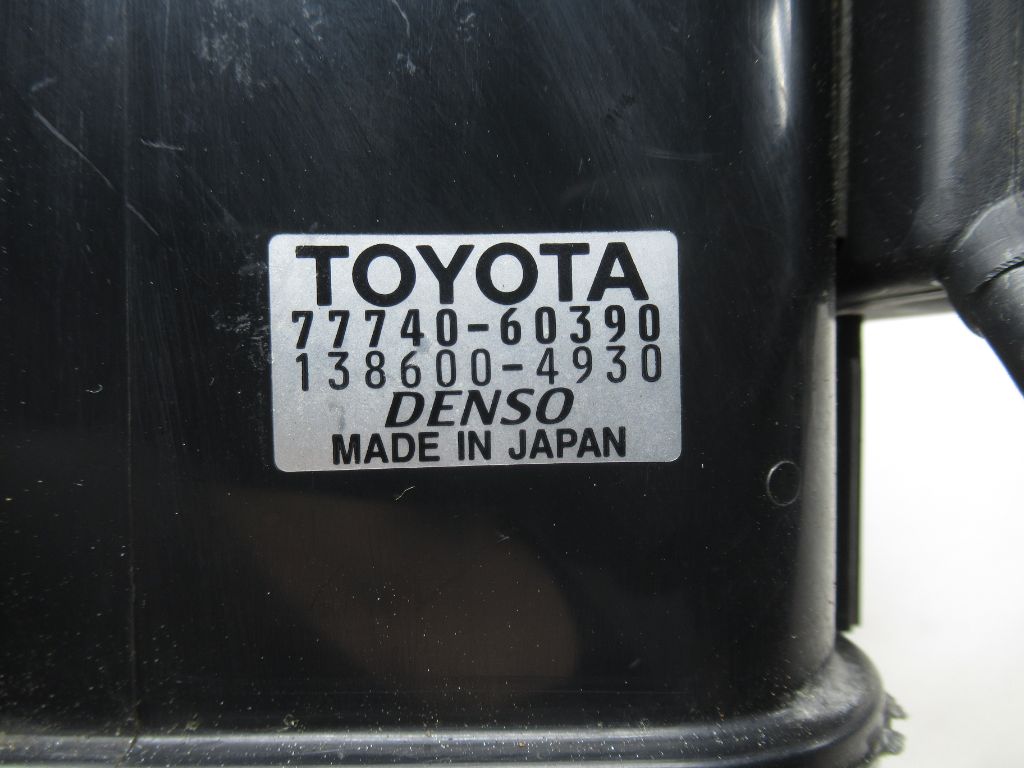 TOYOTA
77740-60390
138600-4930
DENSO
MADE IN JAPAN